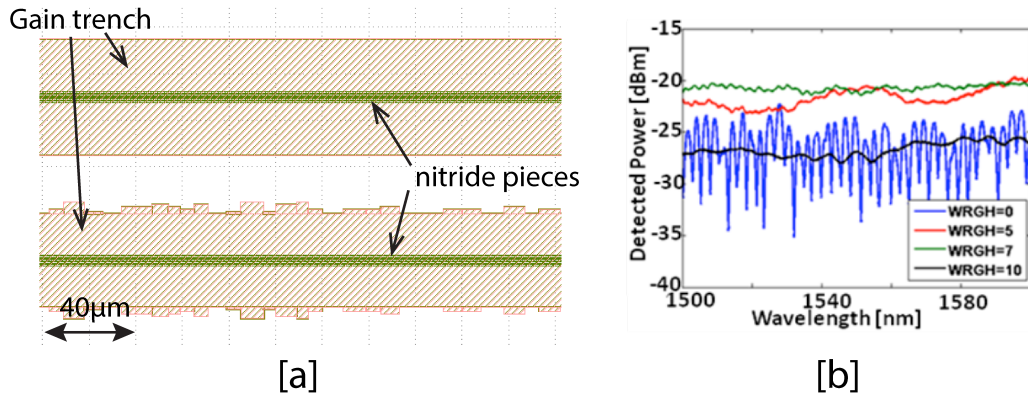 Gain trench
nitride pieces
40μm
[a]
-15
-20
-25
-30
-35
-40
Detected Power [dBm]
WRGH=0
WRGH=5
WRGH=7
WRGH=10
1500
1540
1580
Wavelength [nm]
[b]